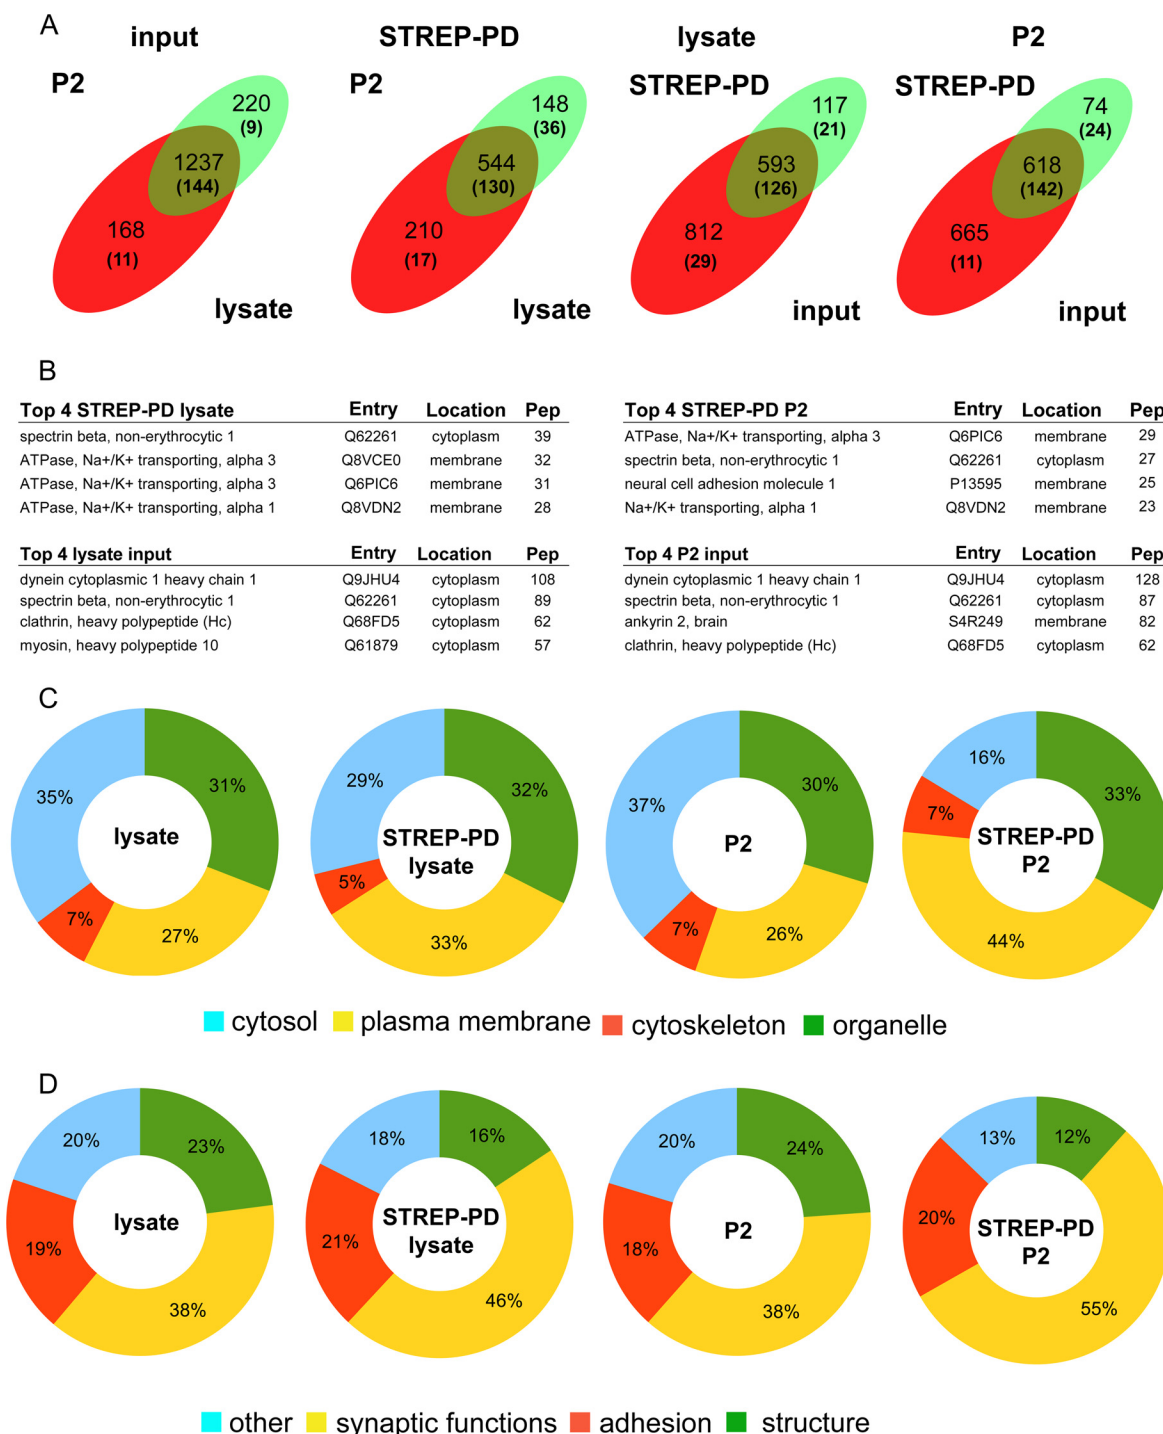 A
input STREP-PD lysate P2
P2 P2 STREP-PD STREP-PD
220 148 117 74
(9) (36) (21) (24)
1237 544 593 618
(144) (130) (126) (142)
168 210 812 665
(11) (17) (29) (11)
lysate lysate input input
B
Top 4 STREP-PD lysate Entry Location Pep
spectrin beta, non-erythrocytic 1 Q62261 cytoplasm 39
ATPase, Na+/K+ transporting, alpha 3 Q8VCE0 membrane 32
ATPase, Na+/K+ transporting, alpha 3 Q6PIC6 membrane 31
ATPase, Na+/K+ transporting, alpha 1 Q8VDN2 membrane 28
Top 4 STREP-PD P2 Entry Location Pep
ATPase, Na+/K+ transporting, alpha 3 Q6PIC6 membrane 29
spectrin beta, non-erythrocytic 1 Q62261 cytoplasm 27
neural cell adhesion molecule 1 P13595 membrane 25
Na+/K+ transporting, alpha 1 Q8VDN2 membrane 23
Top 4 lysate input Entry Location Pep
dynein cytoplasmic 1 heavy chain 1 Q9JHU4 cytoplasm 108
spectrin beta, non-erythrocytic 1 Q62261 cytoplasm 89
clathrin, heavy polypeptide (Hc) Q68FD5 cytoplasm 62
myosin, heavy polypeptide 10 Q61879 cytoplasm 57
Top 4 P2 input Entry Location Pep
dynein cytoplasmic 1 heavy chain 1 Q9JHU4 cytoplasm 128
spectrin beta, non-erythrocytic 1 Q62261 cytoplasm 87
ankyrin 2, brain S4R249 membrane 82
clathrin, heavy polypeptide (Hc) Q68FD5 cytoplasm 62
C
35% 31%
lysate
7% 27%
29% 32%
STREP-PD
lysate
5%
33%
37% 30%
P2
7% 26%
16% 33%
7%
STREP-PD
P2
44%
cytosol plasma membrane cytoskeleton organelle
D
20% 23%
lysate
19%
38%
18% 16%
STREP-PD
lysate
21%
46%
20% 24%
P2
18%
38%
13% 12%
20%
STREP-PD
P2
55%
other synaptic functions adhesion structure